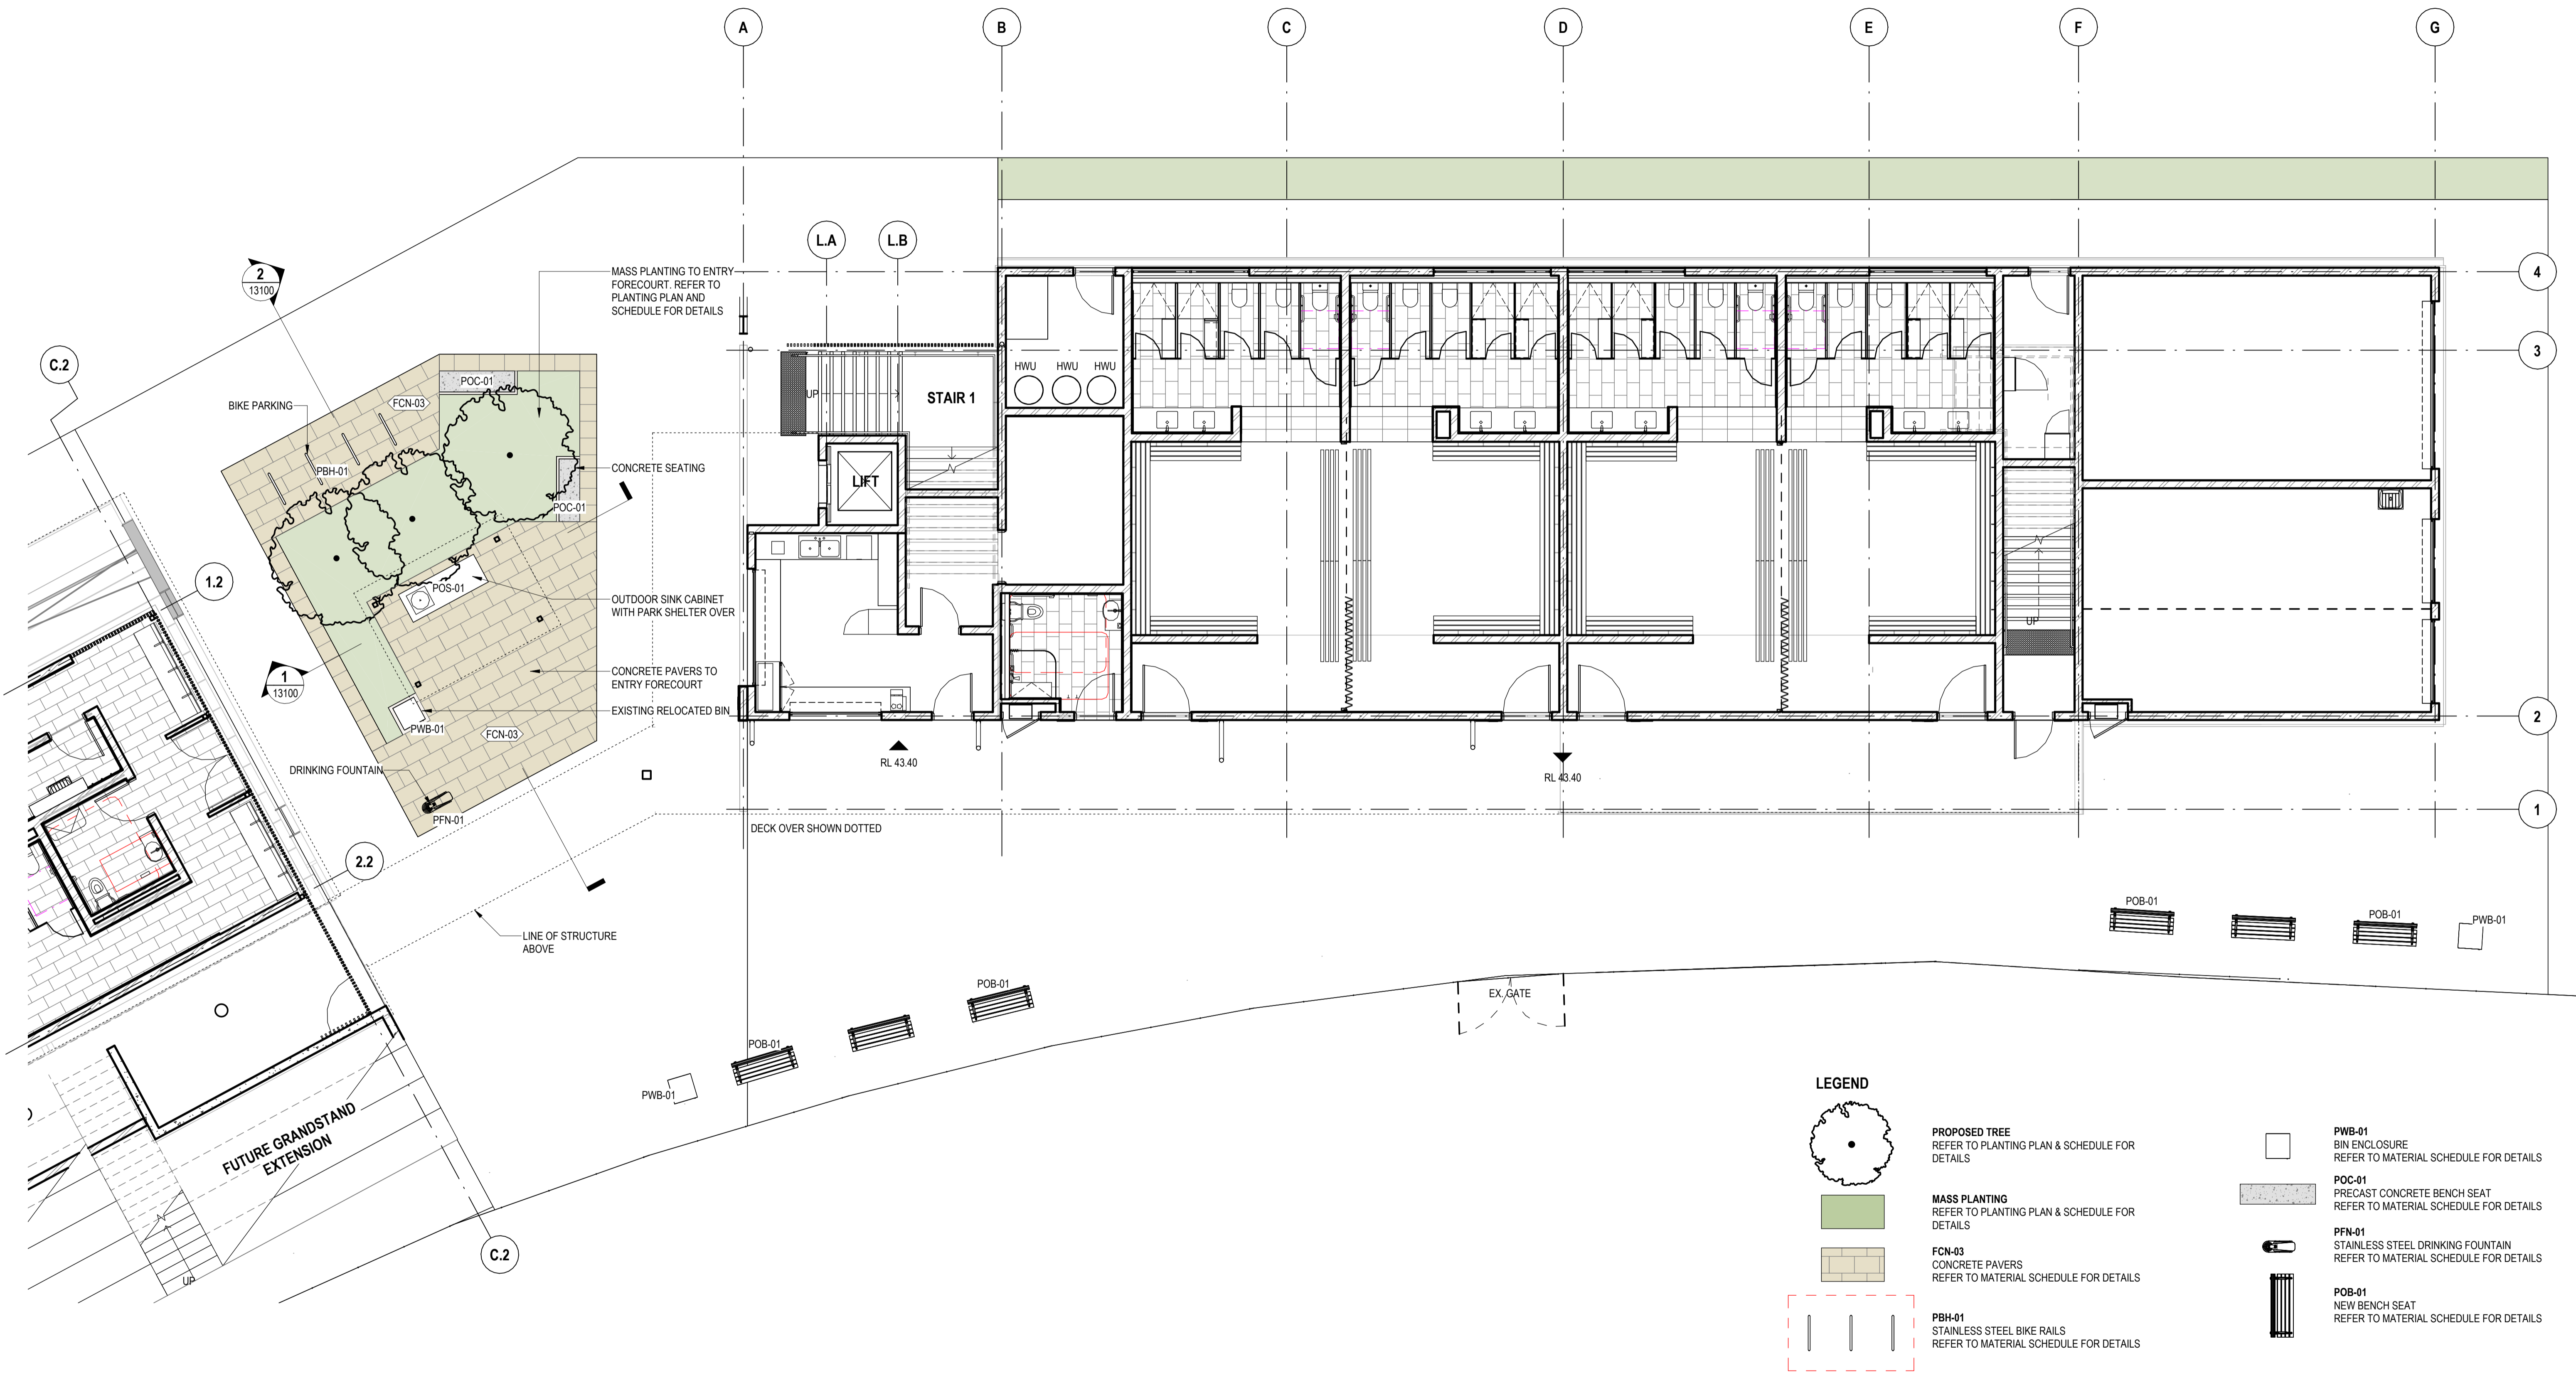 A
B
C
D
E
F
G
L.A
L.B
4
2
13100
MASS PLANTING TO ENTRY
FORECOURT. REFER TO
PLANTING PLAN AND
SCHEDULE FOR DETAILS
3
C.2
HWU
HWU
HWU
POC-01
UP
STAIR 1
BIKE PARKING
FCN-03
PBH-01
CONCRETE SEATING
LIFT
POC-01
1.2
POS-01
OUTDOOR SINK CABINET
WITH PARK SHELTER OVER
UP
1
13100
CONCRETE PAVERS TO
ENTRY FORECOURT
EXISTING RELOCATED BIN
2
PWB-01
FCN-03
RL 43.40
RL 43.40
DRINKING FOUNTAIN
1
PFN-01
DECK OVER SHOWN DOTTED
2.2
POB-01
POB-01
PWB-01
LINE OF STRUCTURE
ABOVE
POB-01
EX. GATE
POB-01
PWB-01
FUTURE GRANDSTAND
EXTENSION
C.2
UP
LEGEND
PROPOSED TREE
REFER TO PLANTING PLAN & SCHEDULE FOR
DETAILS
MASS PLANTING
REFER TO PLANTING PLAN & SCHEDULE FOR
DETAILS
FCN-03
CONCRETE PAVERS
REFER TO MATERIAL SCHEDULE FOR DETAILS
PBH-01
STAINLESS STEEL BIKE RAILS
REFER TO MATERIAL SCHEDULE FOR DETAILS
PWB-01
BIN ENCLOSURE
REFER TO MATERIAL SCHEDULE FOR DETAILS
POC-01
PRECAST CONCRETE BENCH SEAT
REFER TO MATERIAL SCHEDULE FOR DETAILS
PFN-01
STAINLESS STEEL DRINKING FOUNTAIN
REFER TO MATERIAL SCHEDULE FOR DETAILS
POB-01
NEW BENCH SEAT
REFER TO MATERIAL SCHEDULE FOR DETAILS